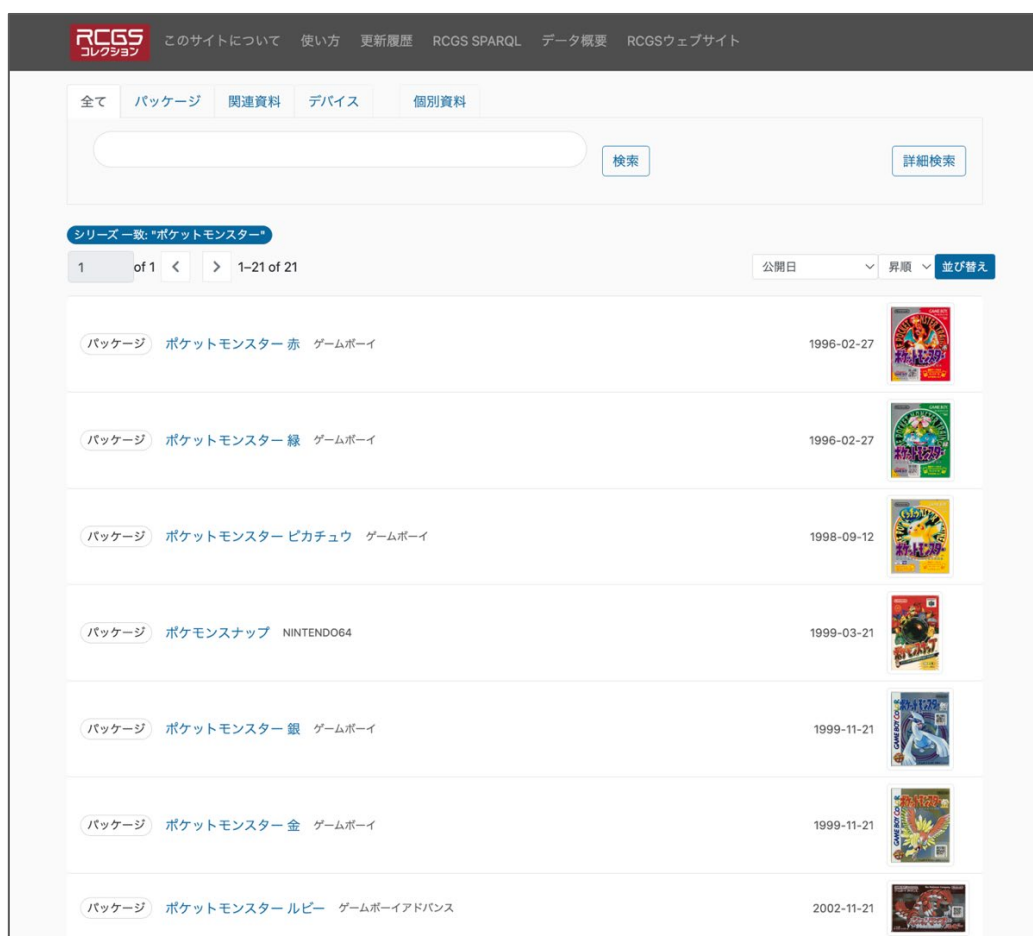 RCGS
コレクション
このサイトについて 使い方 更新履歴 RCGS SPARQL データ概要 RCGSウェブサイト
全て パッケージ 関連資料 デバイス 個別資料
検索 詳細検索
シリーズ 一致: "ポケットモンスター"
1 of 1 < > 1–21 of 21 公開日 昇順 並び替え
パッケージ ポケットモンスター 赤 ゲームボーイ 1996-02-27
パッケージ ポケットモンスター 緑 ゲームボーイ 1996-02-27
パッケージ ポケットモンスター ピカチュウ ゲームボーイ 1998-09-12
パッケージ ポケモンスナップ NINTENDO64 1999-03-21
パッケージ ポケットモンスター 銀 ゲームボーイ 1999-11-21
パッケージ ポケットモンスター 金 ゲームボーイ 1999-11-21
パッケージ ポケットモンスター ルビー ゲームボーイアドバンス 2002-11-21